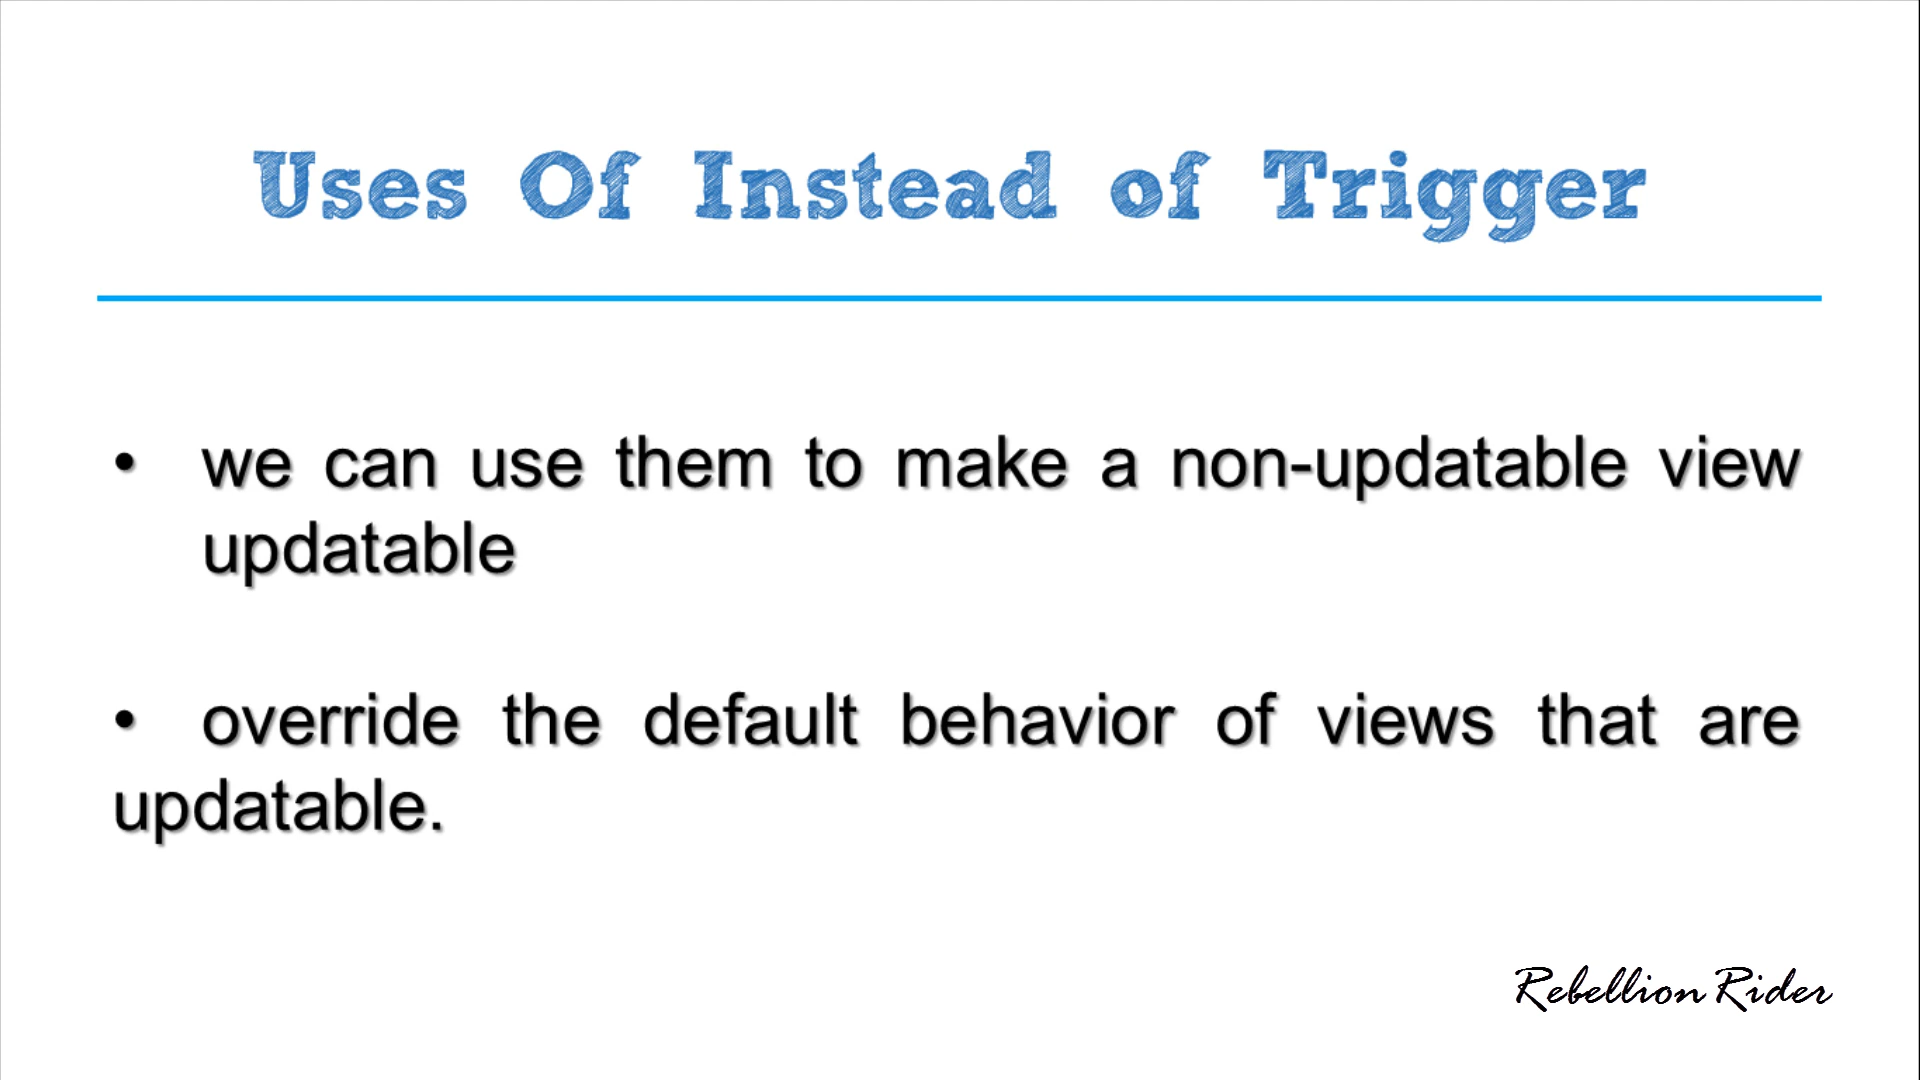 Uses Of Instead of Trigger
• we can use them to make a non-updatable view
updatable
• override the default behavior of views that are
updatable.
Rebellion Rider